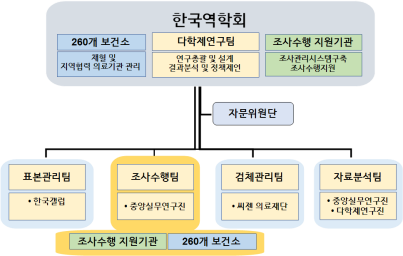 한국역학회
260개 보건소
다학제연구팀
조사수행 지원기관
채혈 및
지역협력 의료기관 관리
연구총괄 및 설계
결과분석 및 정책제언
조사관리시스템구축
조사수행지원
자문위원단
표본관리팀
조사수행팀
검체관리팀
자료분석팀
• 한국갤럽
• 중앙실무연구진
• 씨젠 의료재단
• 중앙실무연구진
• 다학제연구진
조사수행 지원기관
260개 보건소